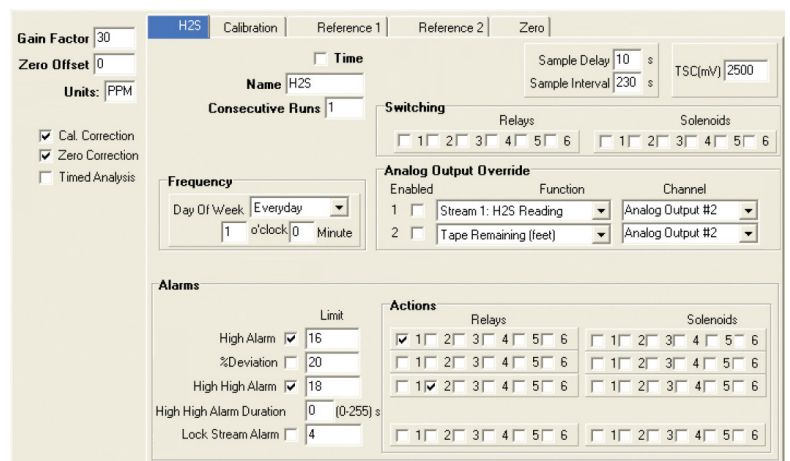 H2S Calibration Reference 1 Reference 2 Zero
Gain Factor 30
Zero Offset 0
Units: PPM
Cal. Correction
Zero Correction
Timed Analysis
Time
Name H2S
Consecutive Runs 1
Sample Delay 10 s
Sample Interval 230 s
TSC(mV) 2500
Switching
Relays Solenoids
1 2 3 4 5 6 1 2 3 4 5 6
Frequency
Day Of Week Everyday
1 o'clock 0 Minute
Analog Output Override
Enabled Function Channel
1 Stream 1: H2S Reading Analog Output #2
2 Tape Remaining (feet) Analog Output #2
Alarms
Limit
Actions
Relays Solenoids
High Alarm 16 1 2 3 4 5 6 1 2 3 4 5 6
%Deviation 20 1 2 3 4 5 6 1 2 3 4 5 6
High High Alarm 18 1 2 3 4 5 6 1 2 3 4 5 6
High High Alarm Duration 0 (0-255) s
Lock Stream Alarm 4 1 2 3 4 5 6 1 2 3 4 5 6